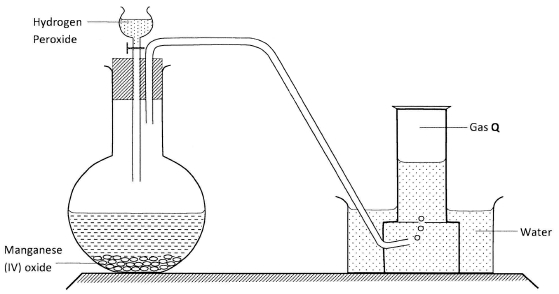 Hydrogen
Peroxide
Gas Q
Water
Manganese
(IV) oxide